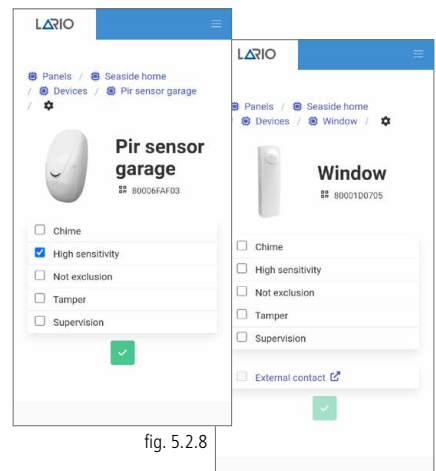 LARIO
Panels / Seaside home
/ Devices / Pir sensor garage
/
Pir sensor
garage
80006FAF03
Chime
High sensitivity
Not exclusion
Tamper
Supervision
fig. 5.2.8
LARIO
Panels / Seaside home
/ Devices / Window /
Window
80001D0705
Chime
High sensitivity
Not exclusion
Tamper
Supervision
External contact